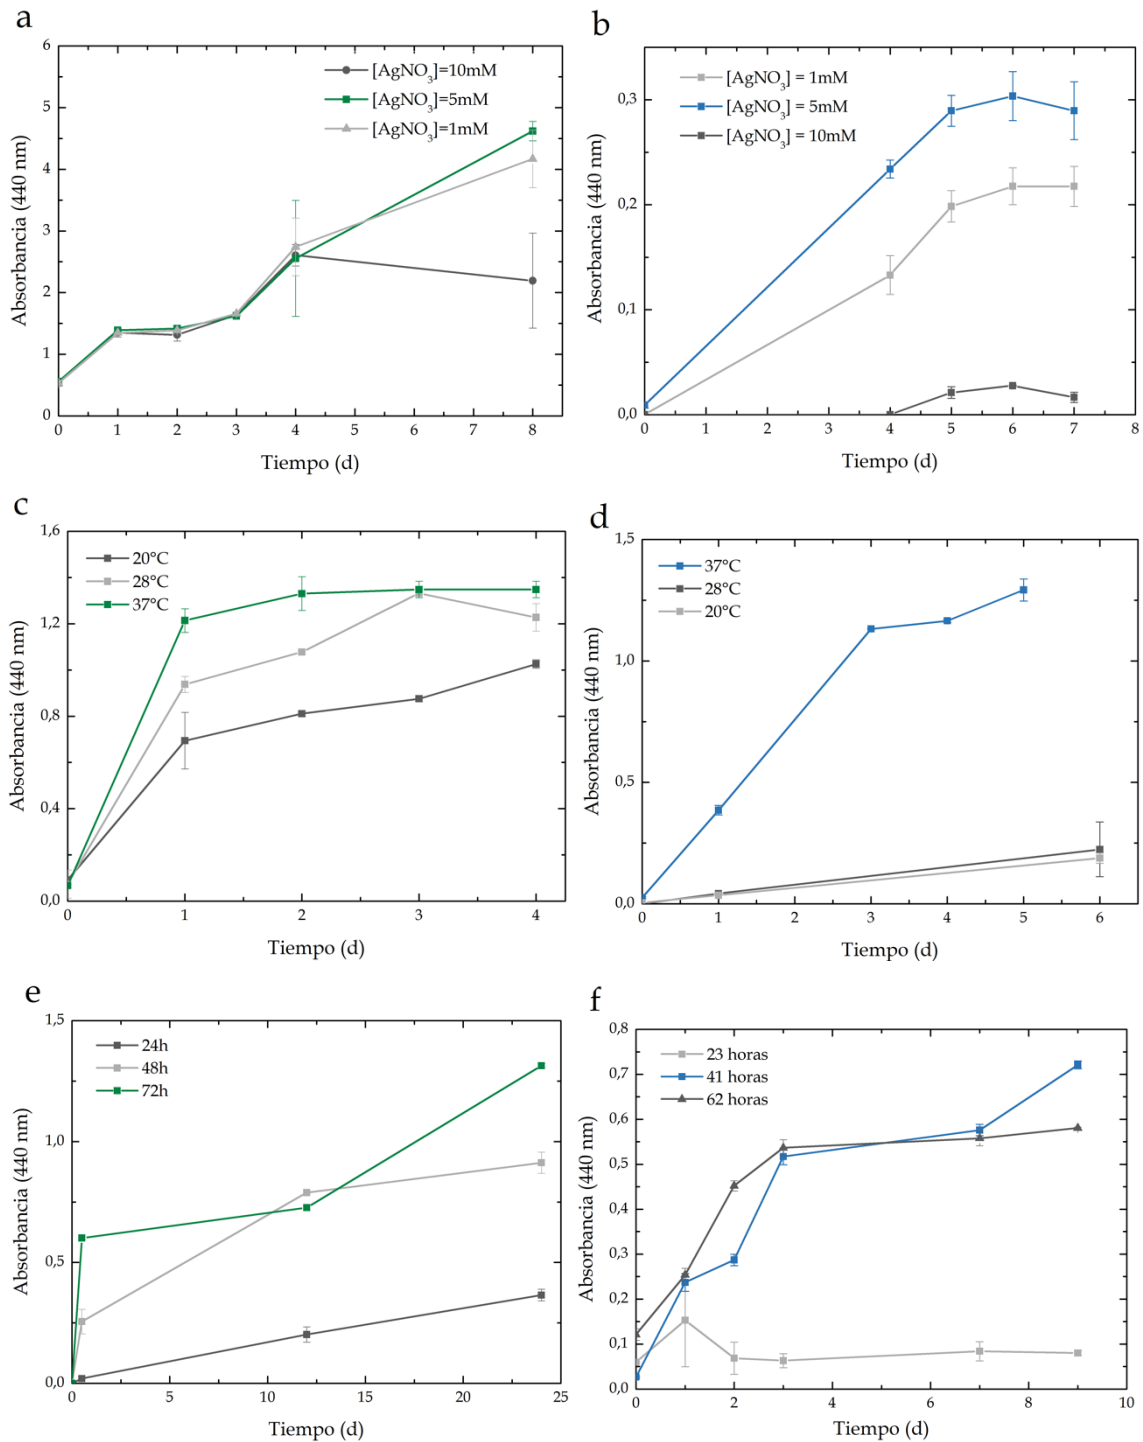 a
6
5
4
3
2
1
0
0 1 2 3 4 5 6 7 8
Absorbancia (440 nm)
Tiempo (d)
[AgNO3]=10mM
[AgNO3]=5mM
[AgNO3]=1mM
b
0,3
0,2
0,1
0,0
0 1 2 3 4 5 6 7 8
Absorbancia (440 nm)
Tiempo (d)
[AgNO3] = 1mM
[AgNO3] = 5mM
[AgNO3] = 10mM
c
1,6
1,2
0,8
0,4
0,0
0 1 2 3 4
Absorbancia (440 nm)
Tiempo (d)
20°C
28°C
37°C
d
1,5
1,0
0,5
0,0
0 1 2 3 4 5 6
Absorbancia (440 nm)
Tiempo (d)
37°C
28°C
20°C
e
1,5
1,0
0,5
0,0
0 5 10 15 20 25
Absorbancia (440 nm)
Tiempo (d)
24h
48h
72h
f
0,8
0,7
0,6
0,5
0,4
0,3
0,2
0,1
0,0
0 2 4 6 8 10
Absorbancia (440 nm)
Tiempo (d)
23 horas
41 horas
62 horas